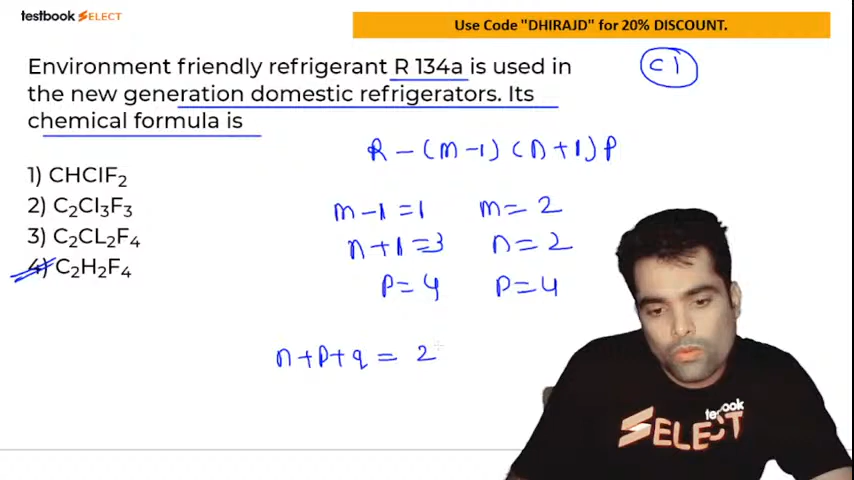 testbook SELECT
Use Code "DHIRAJD" for 20% DISCOUNT.
Environment friendly refrigerant R 134a is used in
the new generation domestic refrigerators. Its
chemical formula is
Cl
R - (m-1) (n+1) P
1) CHClF₂
2) C₂Cl₃F₃
3) C₂CL₂F₄
4) C₂H₂F₄
m-1 = 1 m = 2
n+1 = 3 n = 2
P = 4 P = 4
n+p+q = 2
testbook
SELECT